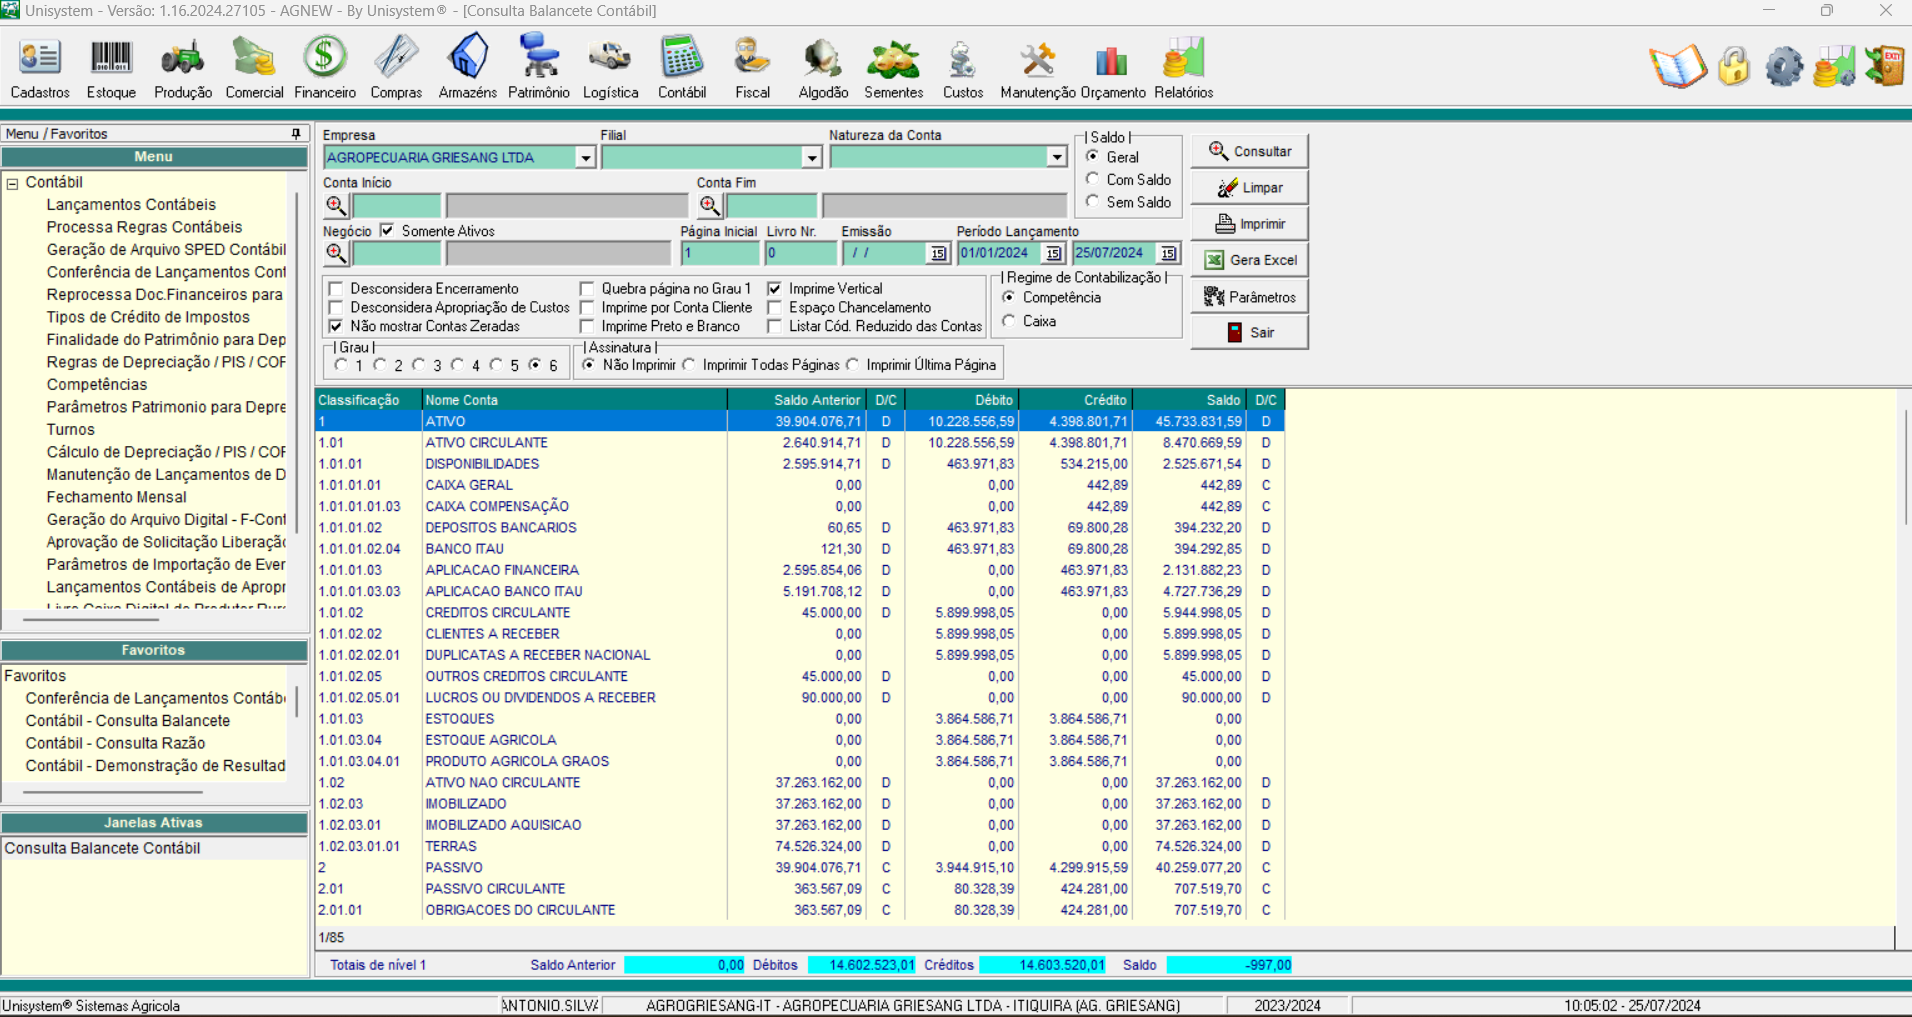 Unisystem - Versão: 1.16.2024.27105 - AGNEW - By Unisystem® - [Consulta Balancete Contábil]
Cadastros Estoque Produção Comercial Financeiro Compras Armazéns Patrimônio Logística Contábil Fiscal Algodão Sementes Custos Manutenção Orçamento Relatórios
EXIT
Menu / Favoritos
Menu
Contábil
Lançamentos Contábeis
Processa Regras Contábeis
Geração de Arquivo SPED Contábil
Conferência de Lançamentos Cont
Reprocessa Doc.Financeiros para
Tipos de Crédito de Impostos
Finalidade do Patrimônio para Dep
Regras de Depreciação / PIS / COF
Competências
Parâmetros Patrimonio para Depre
Turnos
Cálculo de Depreciação / PIS / COF
Manutenção de Lançamentos de D
Fechamento Mensal
Geração do Arquivo Digital - F-Cont
Aprovação de Solicitação Liberaçã
Parâmetros de Importação de Ever
Lançamentos Contábeis de Apropr
Livro Caixa Digital do Produtor Rur
Favoritos
Favoritos
Conferência de Lançamentos Contáb
Contábil - Consulta Balancete
Contábil - Consulta Razão
Contábil - Demonstração de Resultad
Janelas Ativas
Consulta Balancete Contábil
Empresa Filial Natureza da Conta
AGROPECUARIA GRIESANG LTDA
Conta Início Conta Fim
Negócio Somente Ativos Página Inicial Livro Nr. Emissão Período Lançamento
1 0 / / 15 01/01/2024 15 25/07/2024 15
Saldo
Geral
Com Saldo
Sem Saldo
Consultar
Limpar
Imprimir
Gera Excel
Parâmetros
Sair
Desconsidera Encerramento Quebra página no Grau 1 Imprime Vertical
Desconsidera Apropriação de Custos Imprime por Conta Cliente Espaço Chancelamento
Não mostrar Contas Zeradas Imprime Preto e Branco Listar Cód. Reduzido das Contas
Regime de Contabilização
Competência
Caixa
Grau
1 2 3 4 5 6
Assinatura
Não Imprimir Imprimir Todas Páginas Imprimir Última Página
Classificação Nome Conta Saldo Anterior D/C Débito Crédito Saldo D/C
1 ATIVO 39.904.076,71 D 10.228.556,59 4.398.801,71 45.733.831,59 D
1.01 ATIVO CIRCULANTE 2.640.914,71 D 10.228.556,59 4.398.801,71 8.470.669,59 D
1.01.01 DISPONIBILIDADES 2.595.914,71 D 463.971,83 534.215,00 2.525.671,54 D
1.01.01.01 CAIXA GERAL 0,00 0,00 442,89 442,89 C
1.01.01.01.03 CAIXA COMPENSAÇÃO 0,00 0,00 442,89 442,89 C
1.01.01.02 DEPOSITOS BANCARIOS 60,65 D 463.971,83 69.800,28 394.232,20 D
1.01.01.02.04 BANCO ITAU 121,30 D 463.971,83 69.800,28 394.292,85 D
1.01.01.03 APLICACAO FINANCEIRA 2.595.854,06 D 0,00 463.971,83 2.131.882,23 D
1.01.01.03.03 APLICACAO BANCO ITAU 5.191.708,12 D 0,00 463.971,83 4.727.736,29 D
1.01.02 CREDITOS CIRCULANTE 45.000,00 D 5.899.998,05 0,00 5.944.998,05 D
1.01.02.02 CLIENTES A RECEBER 0,00 5.899.998,05 0,00 5.899.998,05 D
1.01.02.02.01 DUPLICATAS A RECEBER NACIONAL 0,00 5.899.998,05 0,00 5.899.998,05 D
1.01.02.05 OUTROS CREDITOS CIRCULANTE 45.000,00 D 0,00 0,00 45.000,00 D
1.01.02.05.01 LUCROS OU DIVIDENDOS A RECEBER 90.000,00 D 0,00 0,00 90.000,00 D
1.01.03 ESTOQUES 0,00 3.864.586,71 3.864.586,71 0,00
1.01.03.04 ESTOQUE AGRICOLA 0,00 3.864.586,71 3.864.586,71 0,00
1.01.03.04.01 PRODUTO AGRICOLA GRAOS 0,00 3.864.586,71 3.864.586,71 0,00
1.02 ATIVO NAO CIRCULANTE 37.263.162,00 D 0,00 0,00 37.263.162,00 D
1.02.03 IMOBILIZADO 37.263.162,00 D 0,00 0,00 37.263.162,00 D
1.02.03.01 IMOBILIZADO AQUISICAO 37.263.162,00 D 0,00 0,00 37.263.162,00 D
1.02.03.01.01 TERRAS 74.526.324,00 D 0,00 0,00 74.526.324,00 D
2 PASSIVO 39.904.076,71 C 3.944.915,10 4.299.915,59 40.259.077,20 C
2.01 PASSIVO CIRCULANTE 363.567,09 C 80.328,39 424.281,00 707.519,70 C
2.01.01 OBRIGACOES DO CIRCULANTE 363.567,09 C 80.328,39 424.281,00 707.519,70 C
1/85
Totais de nível 1 Saldo Anterior 0,00 Débitos 14.602.523,01 Créditos 14.603.520,01 Saldo -997,00
Unisystem® Sistemas Agricola ANTONIO.SILVA AGROGRIESANG-IT - AGROPECUARIA GRIESANG LTDA - ITIQUIRA (AG. GRIESANG) 2023/2024 10:05:02 - 25/07/2024